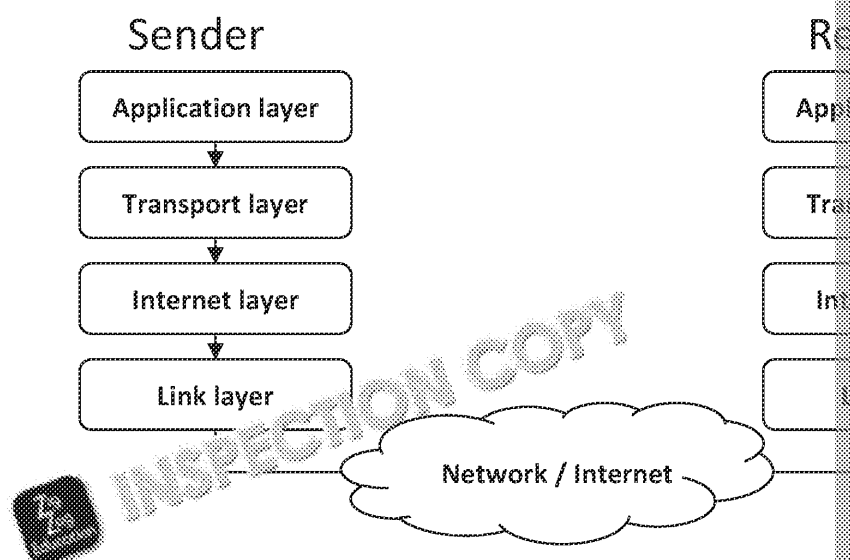 Sender
Application layer
Transport layer
Internet layer
Link layer
Network / Internet
INSPECTION COPY